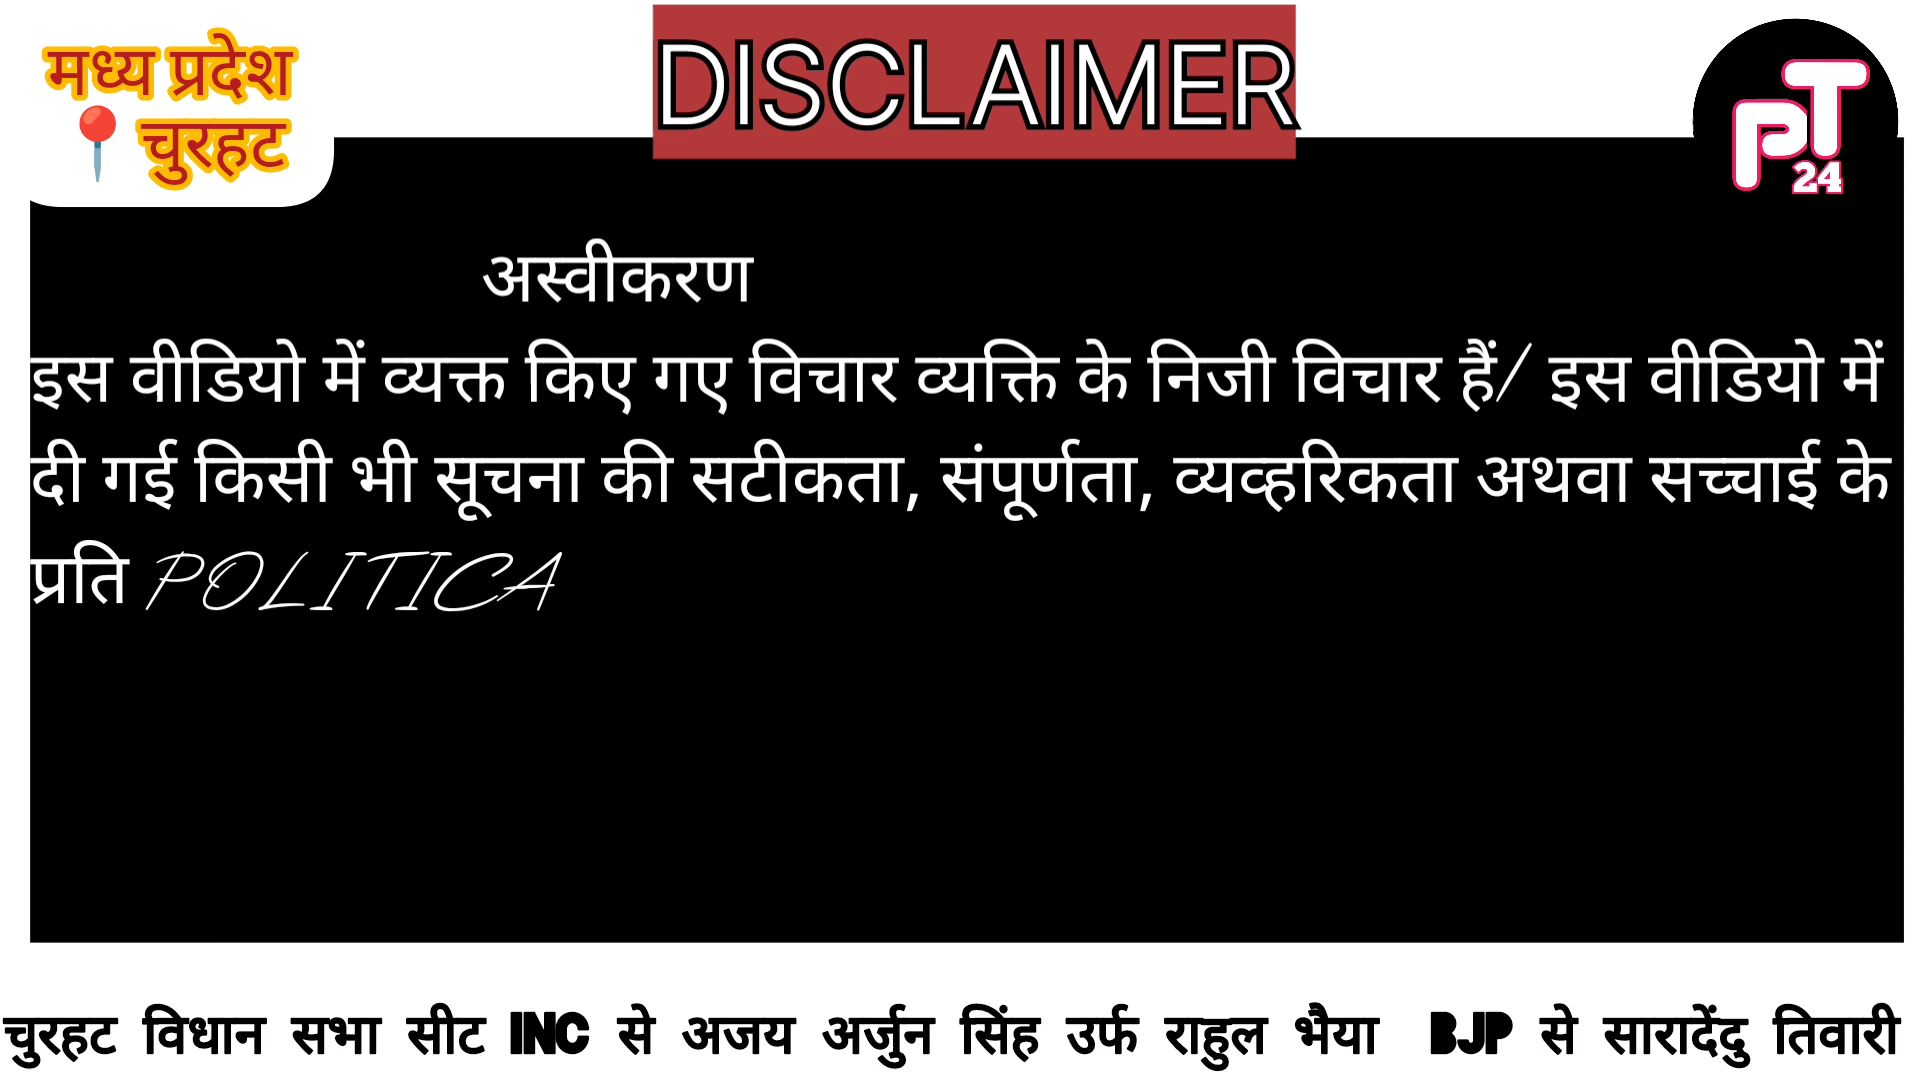 मध्य प्रदेश
📍 चुरहट
DISCLAIMER
PT
24
अस्वीकरण
इस वीडियो में व्यक्त किए गए विचार व्यक्ति के निजी विचार हैं/ इस वीडियो में
दी गई किसी भी सूचना की सटीकता, संपूर्णता, व्यव्हरिकता अथवा सच्चाई के
प्रति POLITICA
चुरहट विधान सभा सीट INC से अजय अर्जुन सिंह उर्फ राहुल भैया BJP से सारादेंदु तिवारी